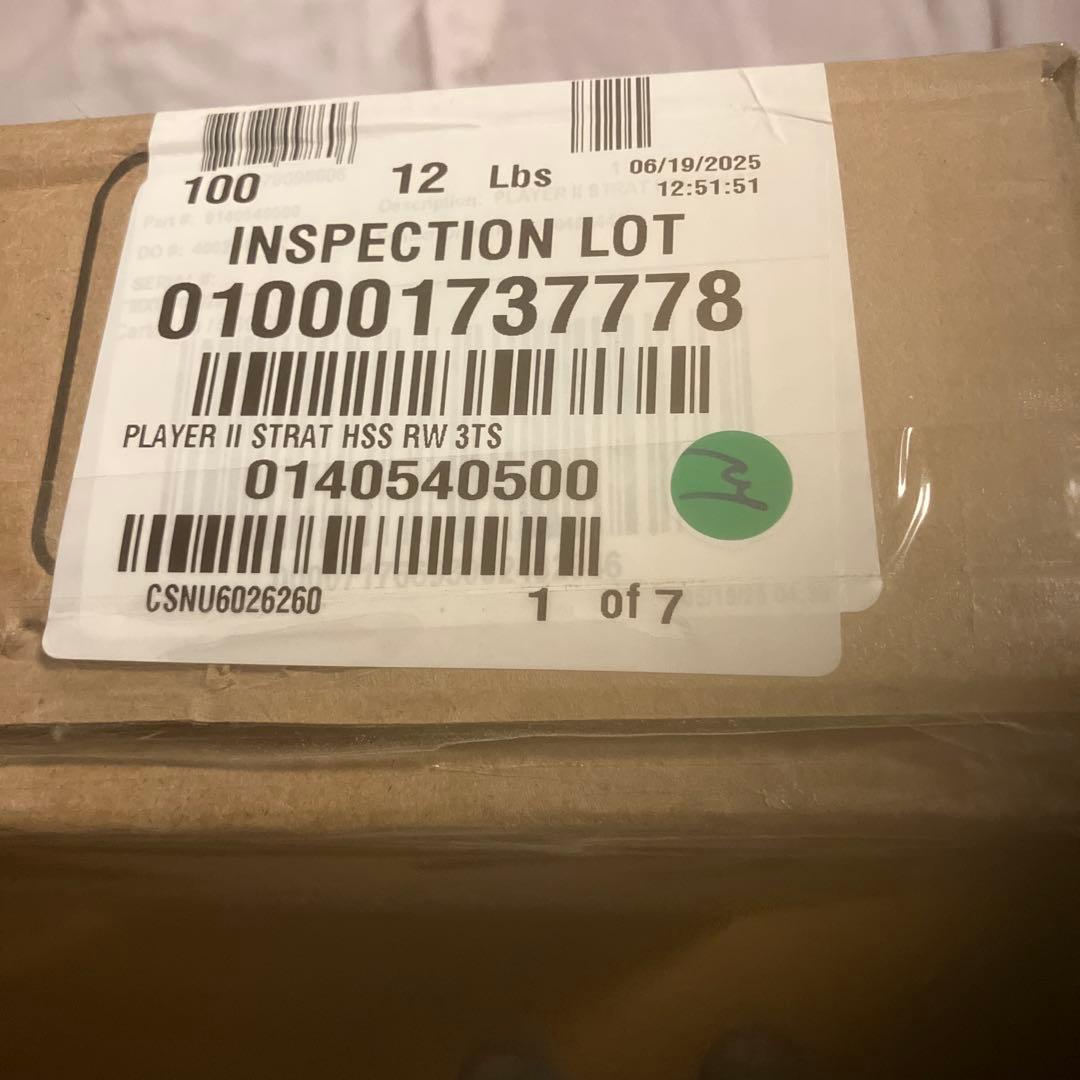 100 12 Lbs 06/19/2025
12:51:51
INSPECTION LOT
010001737778
PLAYER II STRAT HSS RW 3TS
0140540500
CSNU6026260 1 of 7